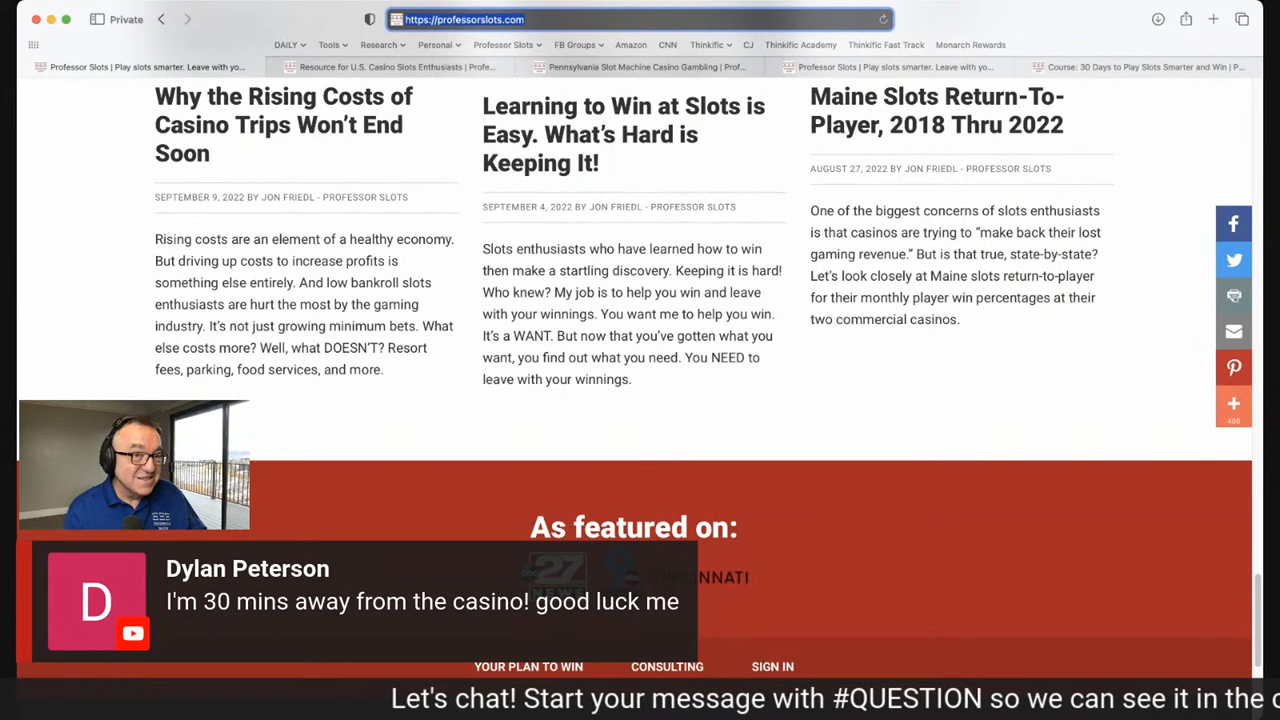 Private
https://professorslots.com
DAILY Tools Research Personal Professor Slots FB Groups Amazon CNN Thinkific CJ Thinkific Academy Thinkific Fast Track Monarch Rewards
Professor Slots | Play slots smarter. Leave with yo... Resource for U.S. Casino Slots Enthusiasts | Profe... Pennsylvania Slot Machine Casino Gambling | Prof... Professor Slots | Play slots smarter. Leave with yo... Course: 30 Days to Play Slots Smarter and Win | P...
Why the Rising Costs of
Casino Trips Won't End
Soon
SEPTEMBER 9, 2022 BY JON FRIEDL - PROFESSOR SLOTS
Rising costs are an element of a healthy economy.
But driving up costs to increase profits is
something else entirely. And low bankroll slots
enthusiasts are hurt the most by the gaming
industry. It's not just growing minimum bets. What
else costs more? Well, what DOESN'T? Resort
fees, parking, food services, and more.
Learning to Win at Slots is
Easy. What's Hard is
Keeping It!
SEPTEMBER 4, 2022 BY JON FRIEDL - PROFESSOR SLOTS
Slots enthusiasts who have learned how to win
then make a startling discovery. Keeping it is hard!
Who knew? My job is to help you win and leave
with your winnings. You want me to help you win.
It's a WANT. But now that you've gotten what you
want, you find out what you need. You NEED to
leave with your winnings.
Maine Slots Return-To-
Player, 2018 Thru 2022
AUGUST 27, 2022 BY JON FRIEDL - PROFESSOR SLOTS
One of the biggest concerns of slots enthusiasts
is that casinos are trying to "make back their lost
gaming revenue." But is that true, state-by-state?
Let's look closely at Maine slots return-to-player
for their monthly player win percentages at their
two commercial casinos.
408
As featured on:
27
NEWS
D
Dylan Peterson
I'm 30 mins away from the casino! good luck me
YOUR PLAN TO WIN CONSULTING SIGN IN
Let's chat! Start your message with #QUESTION so we can see it in the